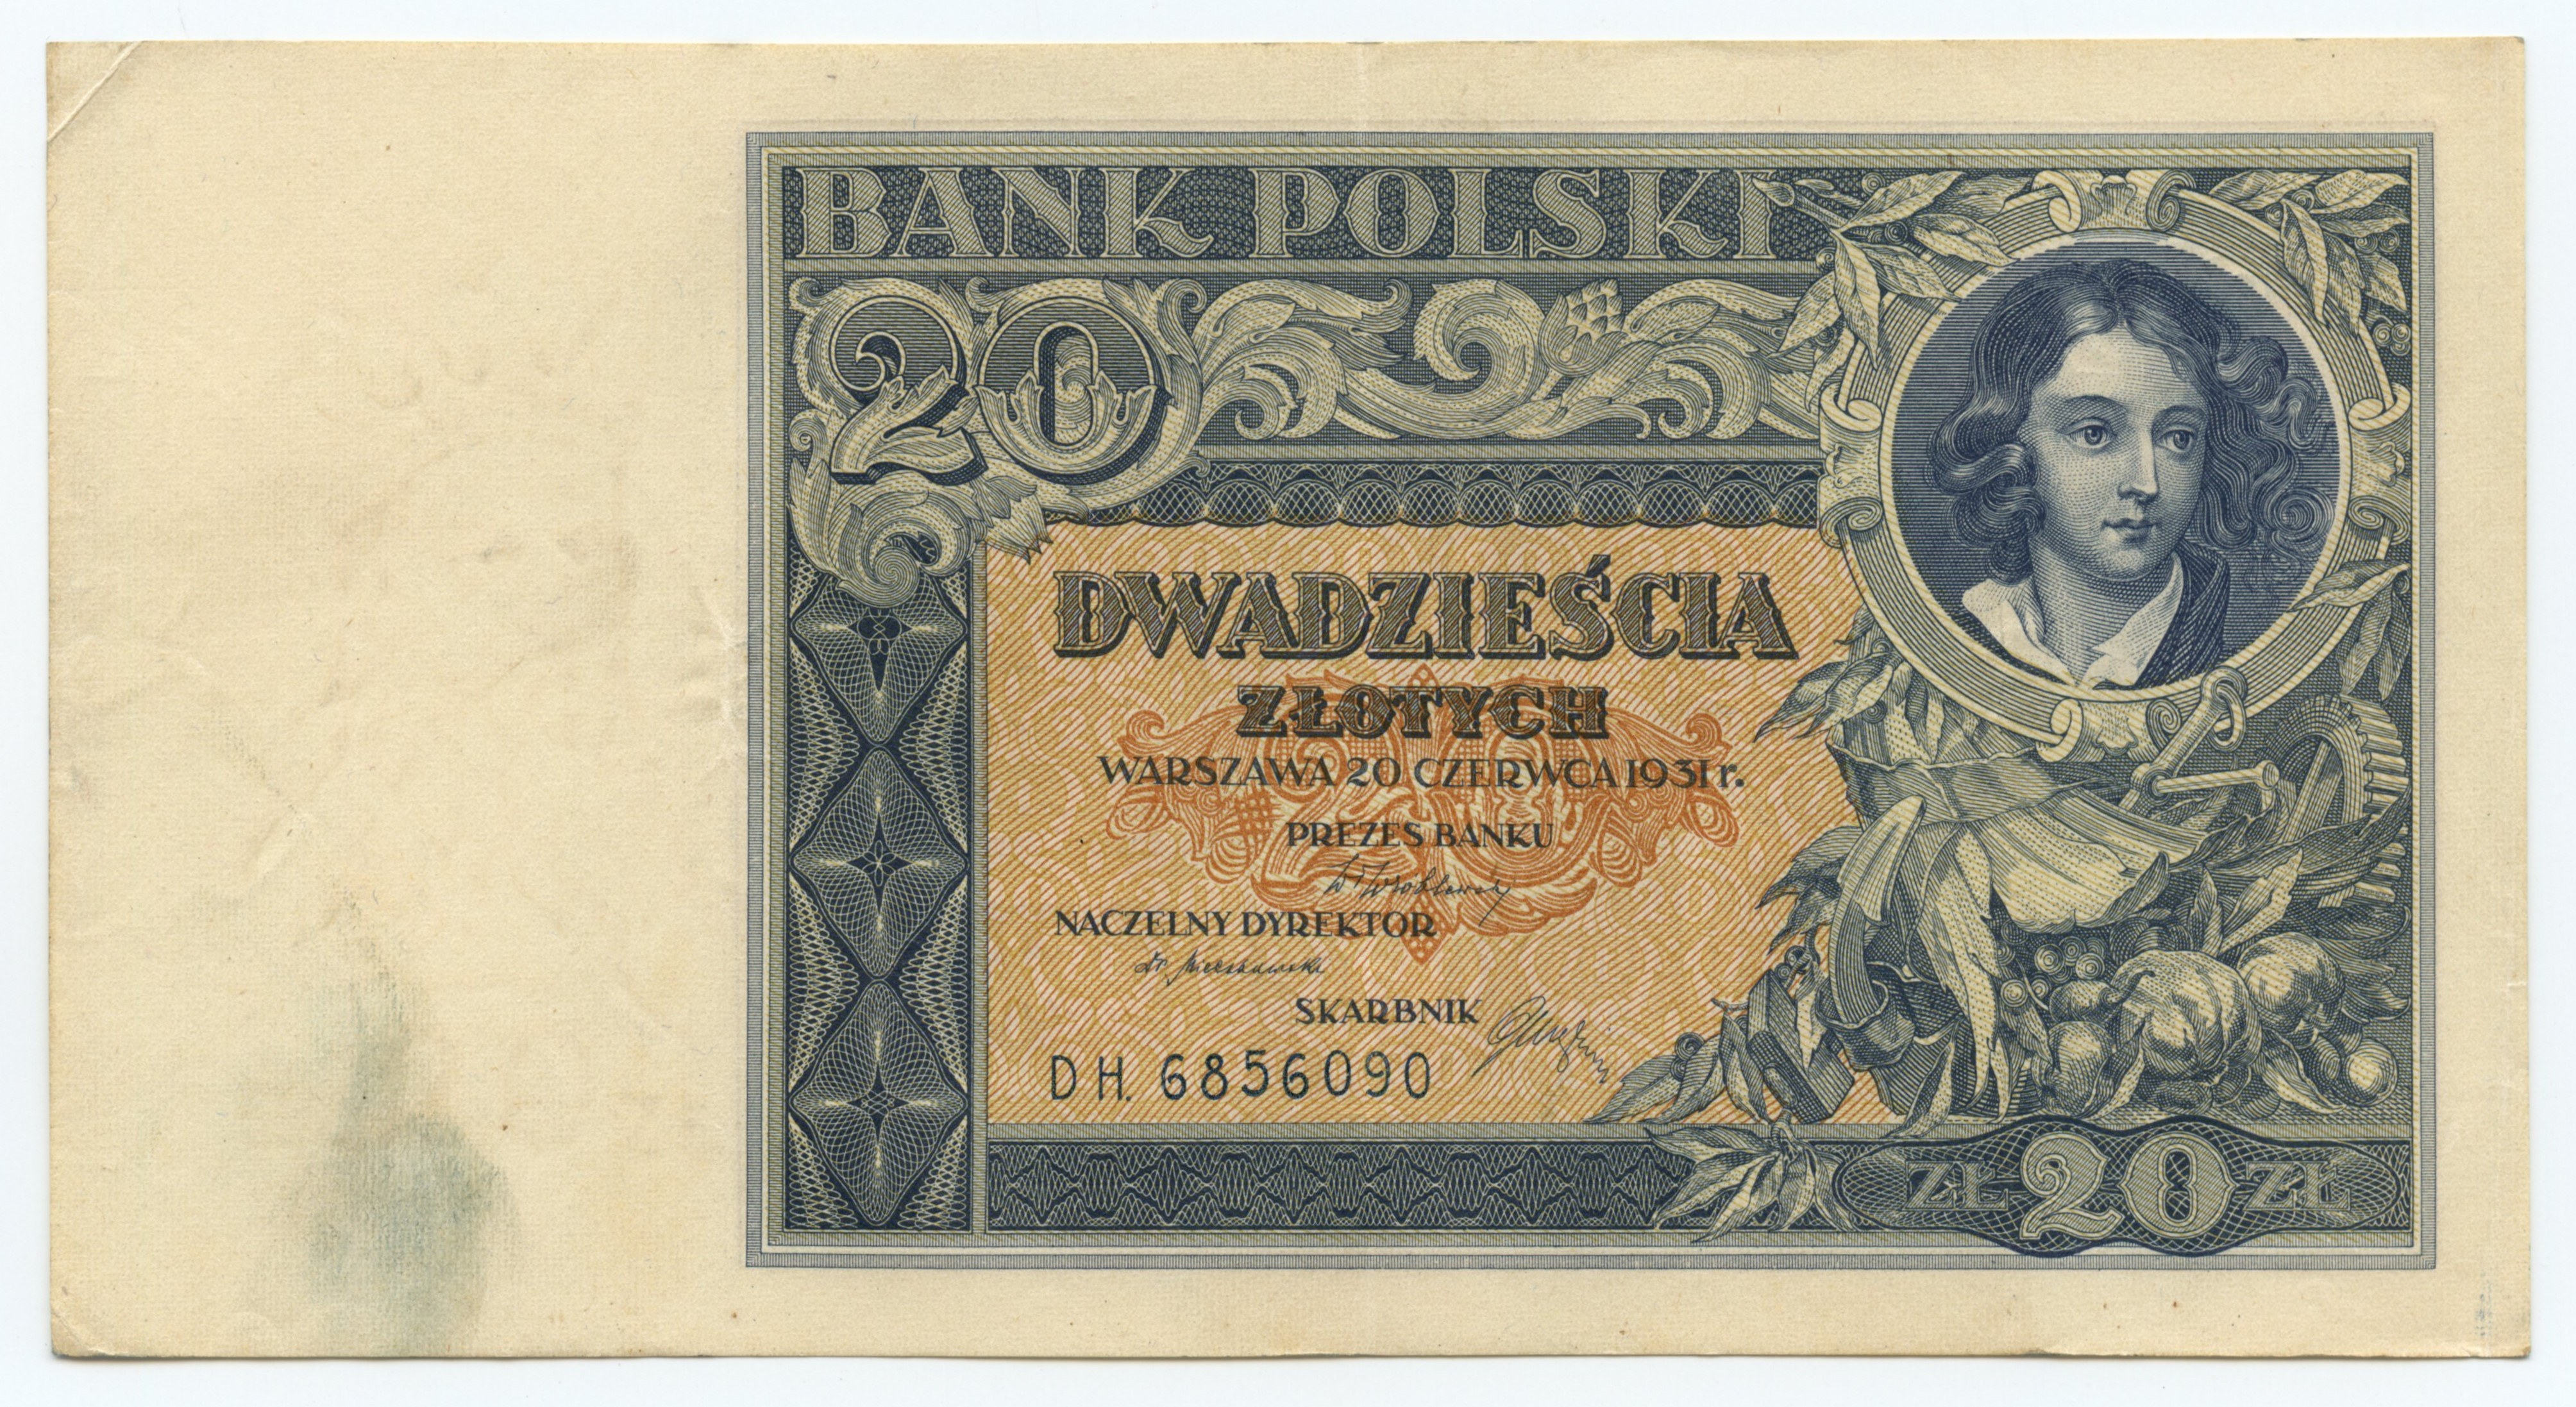 BANK POLSKI
20
DWADZIEŚCIA
ZŁOTYCH
WARSZAWA 20 CZERWCA 1931 r.
PREZES BANKU
NACZELNY DYREKTOR
SKARBNIK
DH. 6856090
ZŁ 20 ZŁ